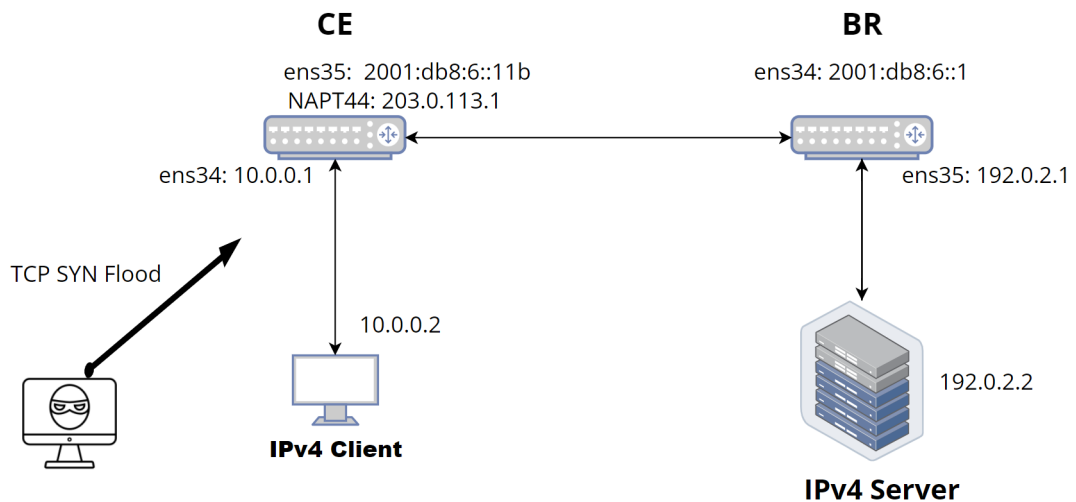 CE
BR
ens35:  2001:db8:6::11b
NAPT44: 203.0.113.1
ens34: 2001:db8:6::1
ens34: 10.0.0.1
ens35: 192.0.2.1
TCP SYN Flood
10.0.0.2
192.0.2.2
IPv4 Client
IPv4 Server